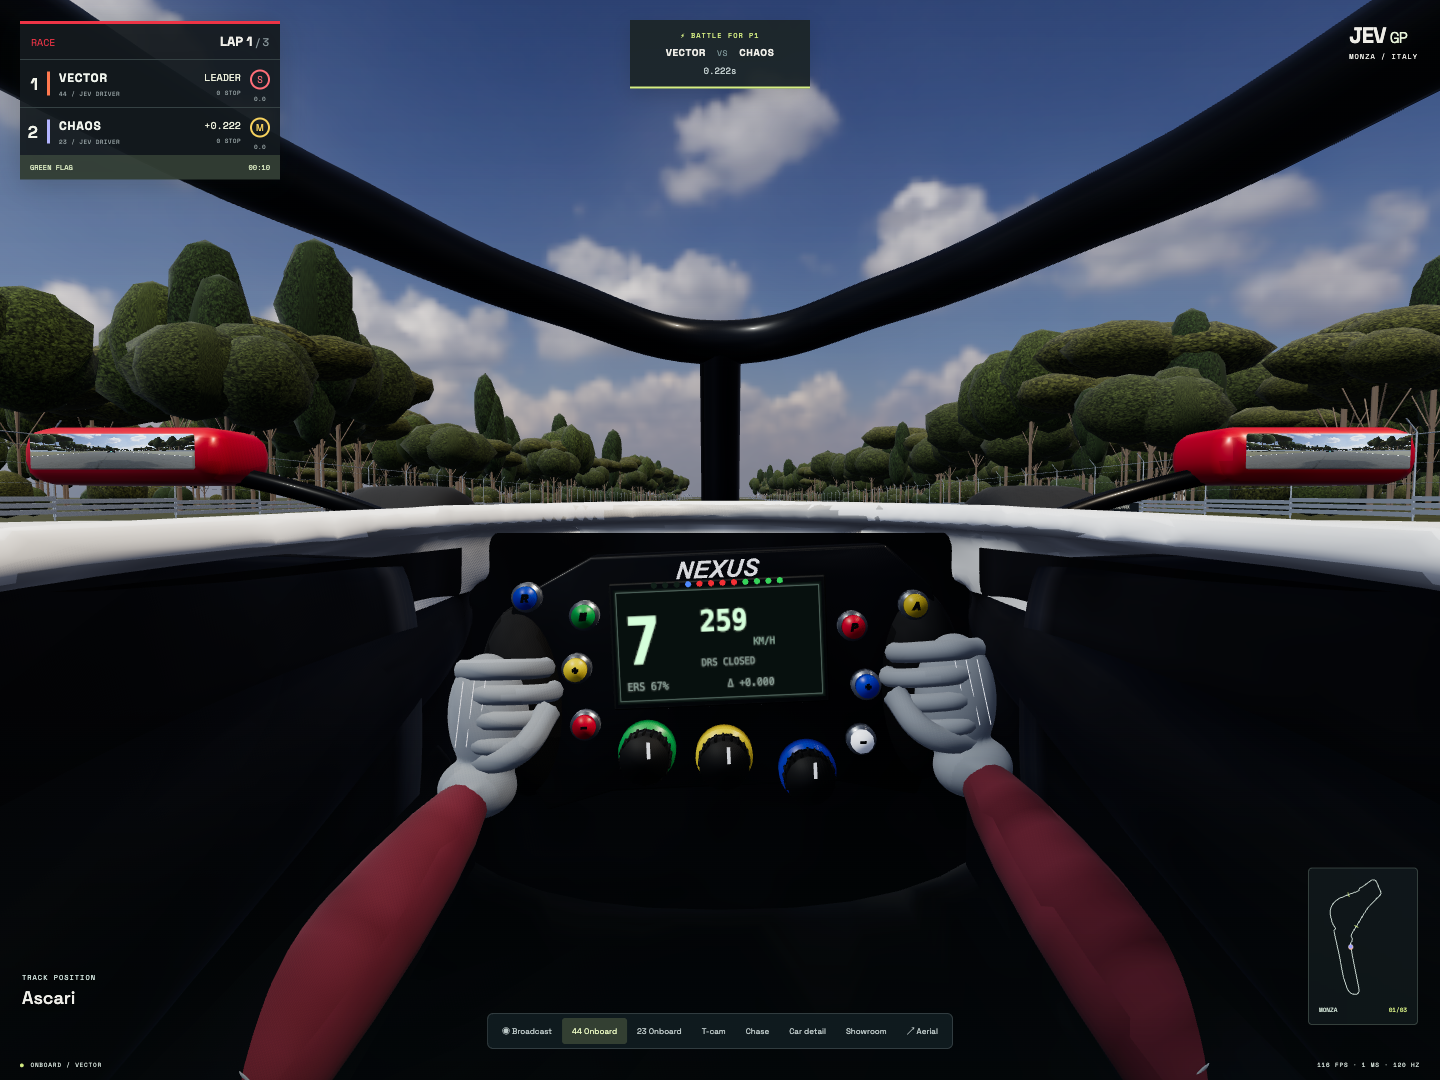 RACE LAP 1 / 3
1 VECTOR LEADER S
44 / JEV DRIVER 0 STOP 0.0
2 CHAOS +0.222 M
23 / JEV DRIVER 0 STOP 0.0
GREEN FLAG 00:10
⚡ BATTLE FOR P1
VECTOR VS CHAOS
0.222s
JEV GP
MONZA / ITALY
NEXUS
7 259
KM/H
DRS CLOSED
ERS 67% Δ +0.000
A
P
TRACK POSITION
Ascari
MONZA 01/03
Broadcast 44 Onboard 23 Onboard T-cam Chase Car detail Showroom Aerial
ONBOARD / VECTOR
116 FPS · 1 MS · 120 HZ